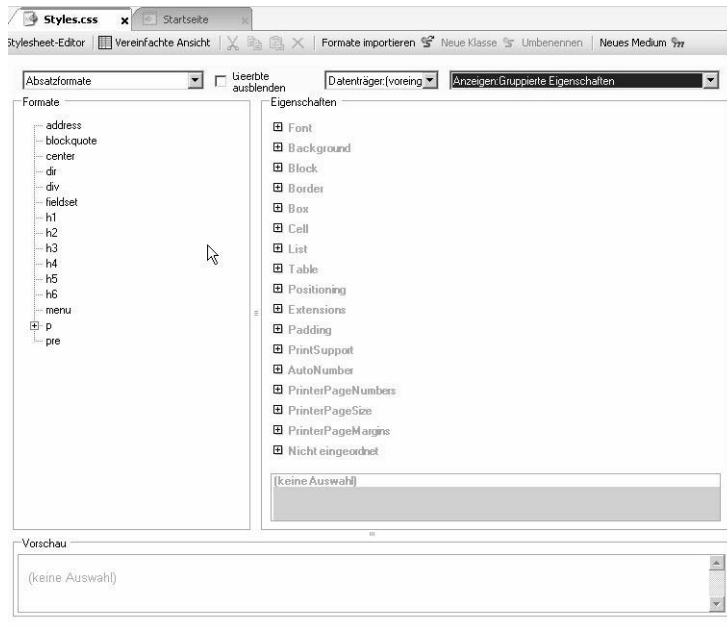 Styles.css x Startseite x
Stylesheet-Editor Vereinfachte Ansicht Formate importieren Neue Klasse Umbenennen Neues Medium
Absatzformate Geerbte ausblenden Datenträger:(voreing Anzeigen:Gruppierte Eigenschaften
Formate
address
blockquote
center
dir
div
fieldset
h1
h2
h3
h4
h5
h6
menu
p
pre
Eigenschaften
Font
Background
Block
Border
Box
Cell
List
Table
Positioning
Extensions
Padding
PrintSupport
AutoNumber
PrinterPageNumbers
PrinterPageSize
PrinterPageMargins
Nicht eingeordnet
(keine Auswahl)
Vorschau
(keine Auswahl)